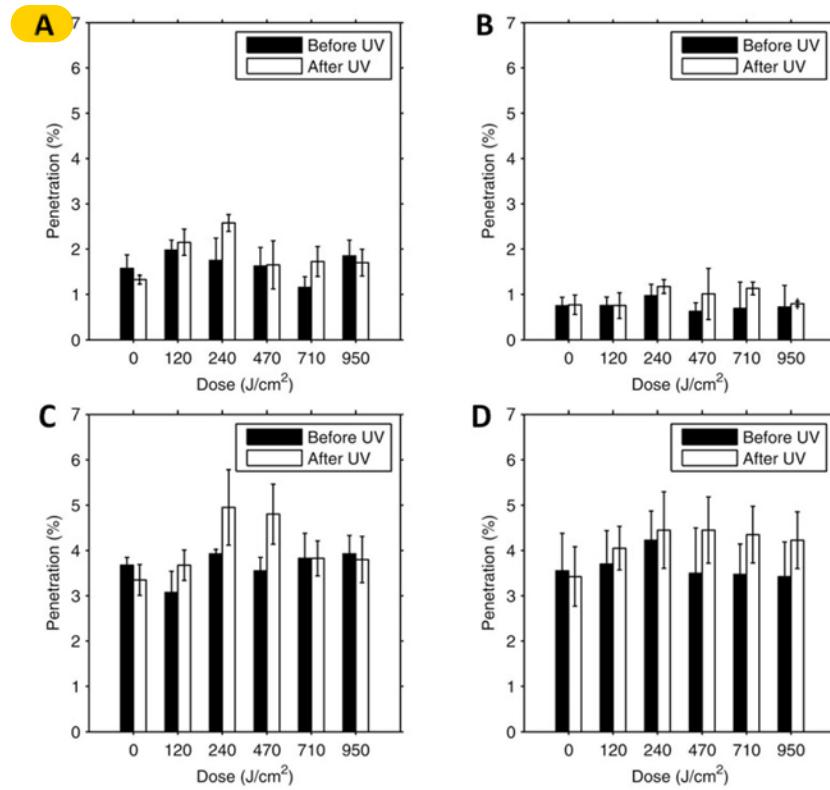 A
7
6
5
4
3
2
1
0
Penetration (%)
Before UV
After UV
0 120 240 470 710 950
Dose (J/cm²)
B
7
6
5
4
3
2
1
0
Penetration (%)
Before UV
After UV
0 120 240 470 710 950
Dose (J/cm²)
C
7
6
5
4
3
2
1
0
Penetration (%)
Before UV
After UV
0 120 240 470 710 950
Dose (J/cm²)
D
7
6
5
4
3
2
1
0
Penetration (%)
Before UV
After UV
0 120 240 470 710 950
Dose (J/cm²)